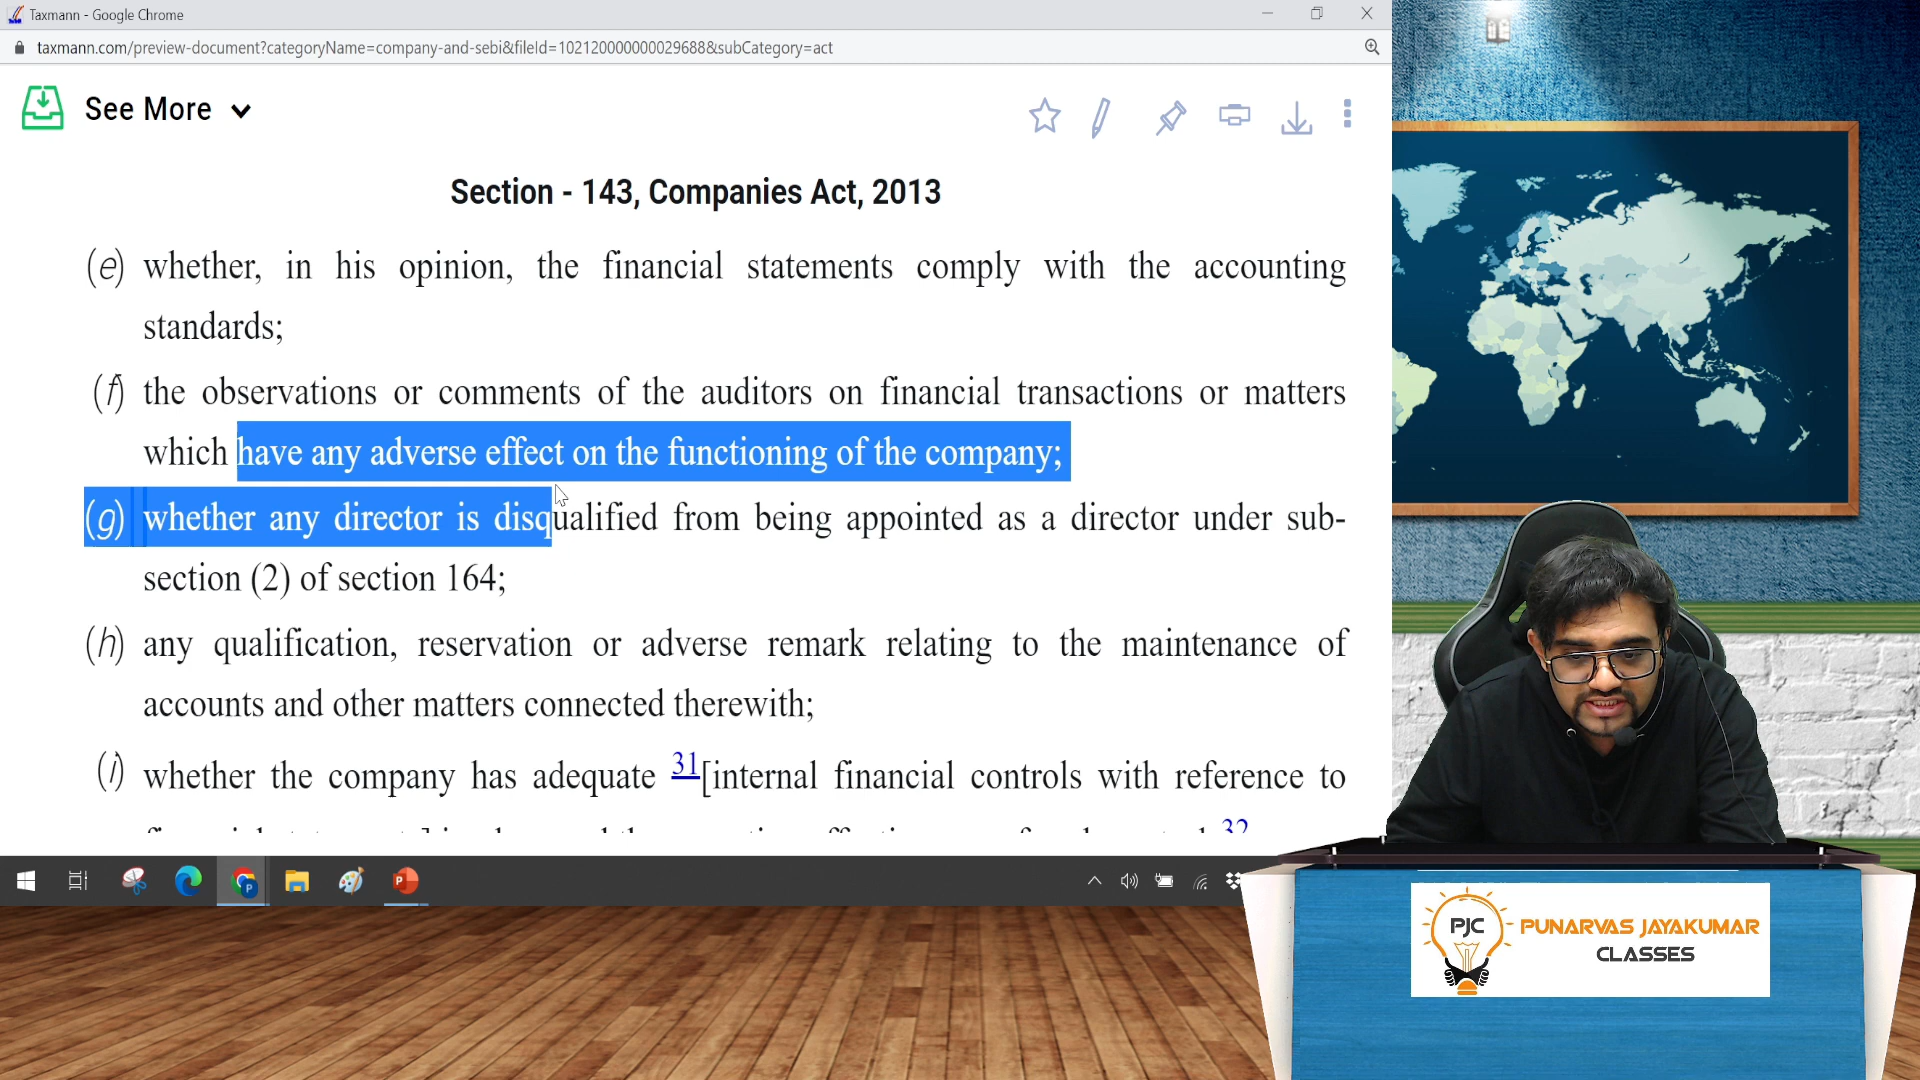 Taxmann - Google Chrome
taxmann.com/preview-document?categoryName=company-and-sebi&fileId=102120000000029688&subCategory=act
See More
Section - 143, Companies Act, 2013
(e) whether, in his opinion, the financial statements comply with the accounting
standards;
(f) the observations or comments of the auditors on financial transactions or matters
which have any adverse effect on the functioning of the company;
(g) whether any director is disqualified from being appointed as a director under sub-
section (2) of section 164;
(h) any qualification, reservation or adverse remark relating to the maintenance of
accounts and other matters connected therewith;
(i) whether the company has adequate 31[internal financial controls with reference to
32
PJC
PUNARVAS JAYAKUMAR
CLASSES